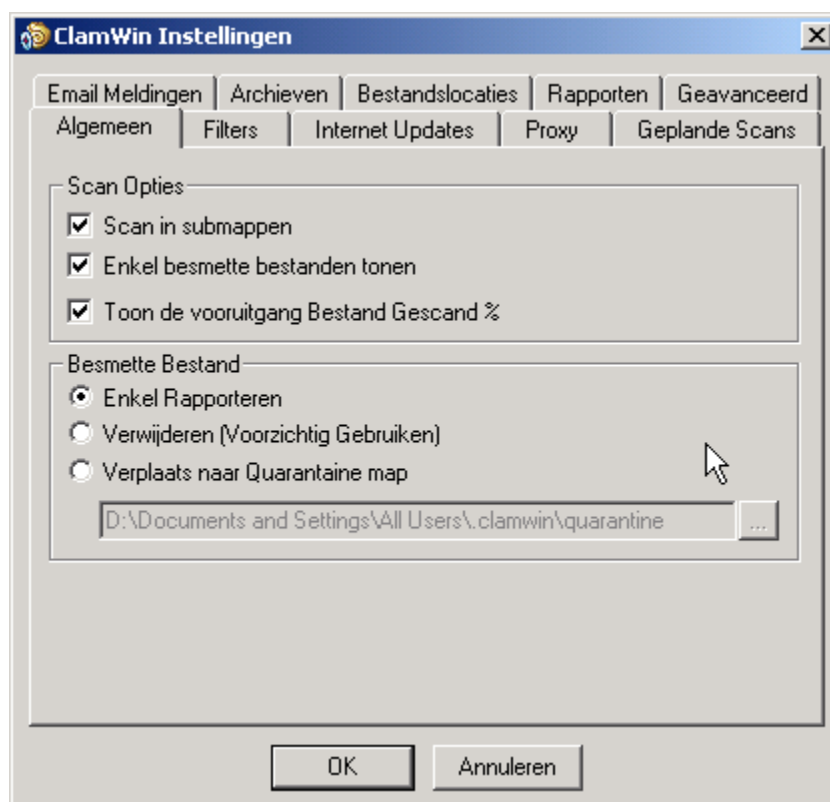 ClamWin Instellingen
Email Meldingen Archieven Bestandslocaties Rapporten Geavanceerd
Algemeen Filters Internet Updates Proxy Geplande Scans
Scan Opties
Scan in submappen
Enkel besmette bestanden tonen
Toon de vooruitgang Bestand Gescand %
Besmette Bestand
Enkel Rapporteren
Verwijderen (Voorzichtig Gebruiken)
Verplaats naar Quarantaine map
D:\Documents and Settings\All Users\.clamwin\quarantine ...
OK Annuleren